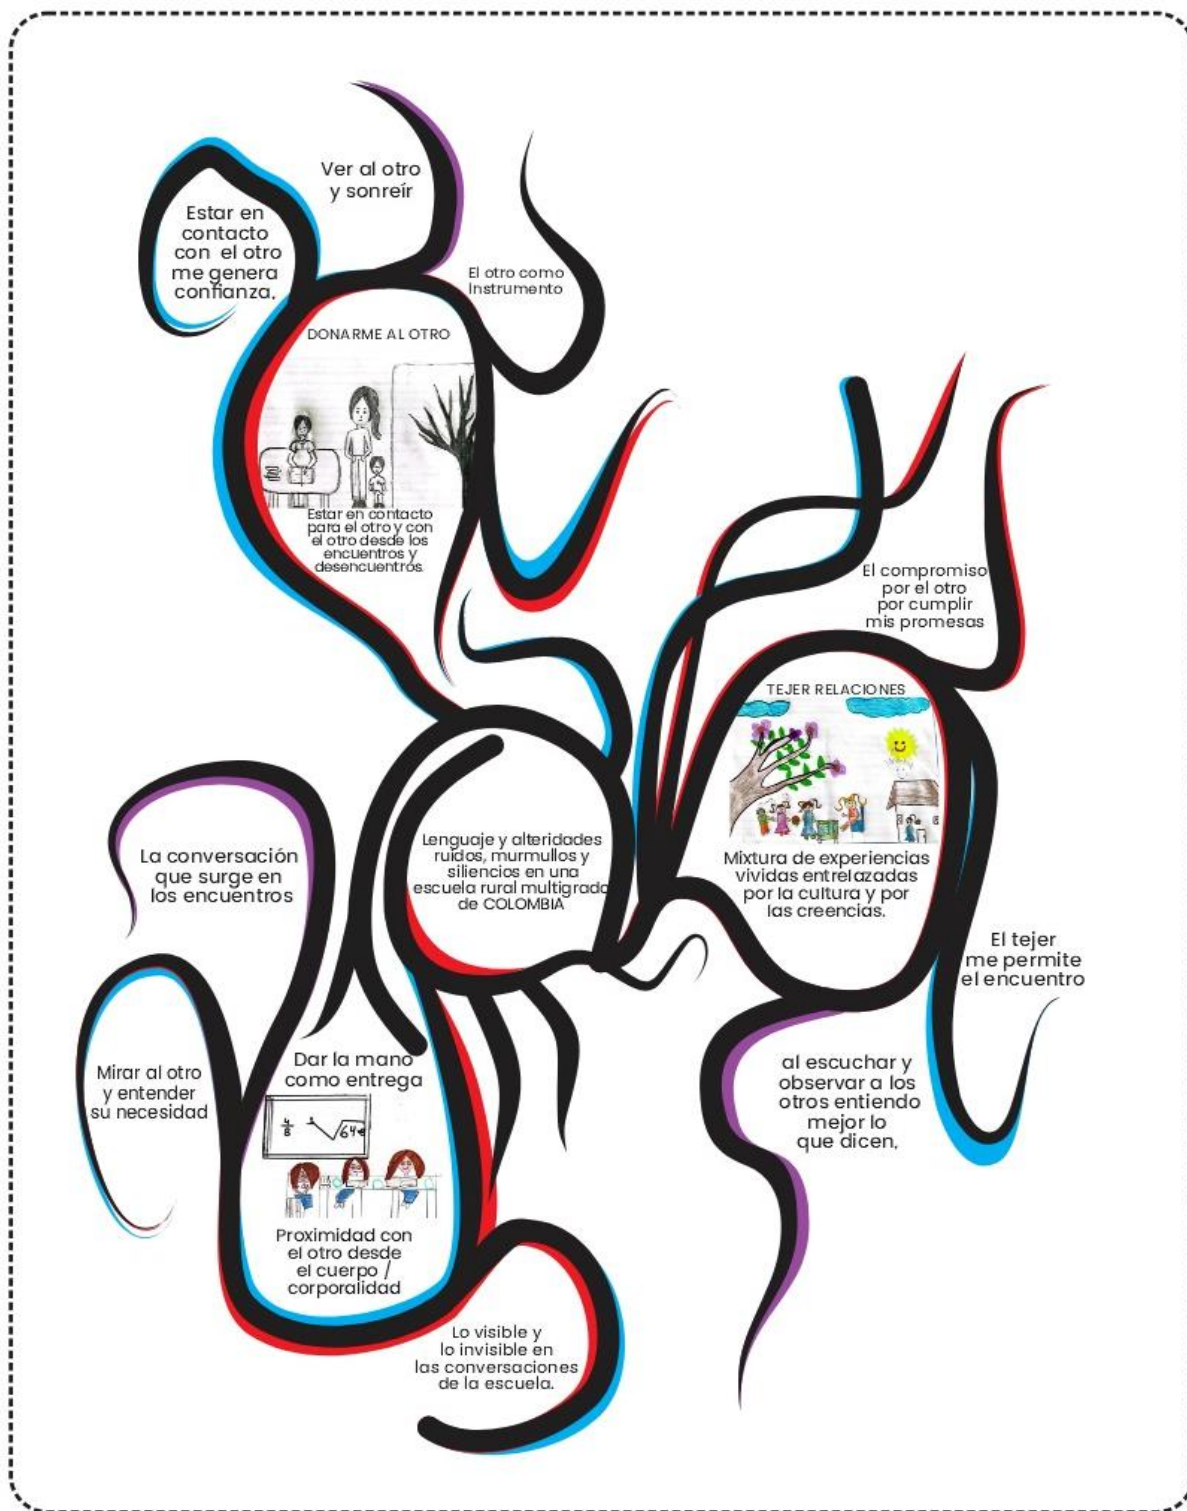 Ver al otro
y sonreír
Estar en
contacto
con el otro
me genera
confianza,
El otro como
Instrumento
DONARME AL OTRO
Estar en contacto
para el otro y con
el otro desde los
encuentros y
desencuentros.
El compromiso
por el otro
por cumplir
mis promesas
TEJER RELACIONES
Mixtura de experiencias
vividas entrelazadas
por la cultura y por
las creencias.
Lenguaje y alteridades
ruidos, murmullos y
siliencios en una
escuela rural multigrado
de COLOMBIA
La conversación
que surge en
los encuentros
El tejer
me permite
el encuentro
Mirar al otro
y entender
su necesidad
Dar la mano
como entrega
4/8 ³√64
Proximidad con
el otro desde
el cuerpo /
corporalidad
al escuchar y
observar a los
otros entiendo
mejor lo
que dicen,
Lo visible y
lo invisible en
las conversaciones
de la escuela.